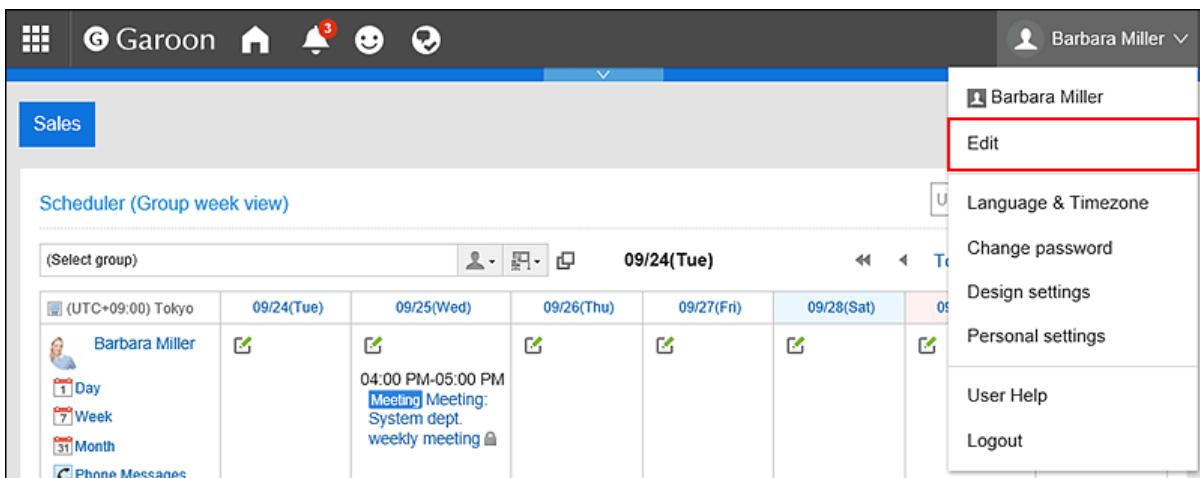 G Garoon 3 Barbara Miller
Barbara Miller
Sales
Edit
Scheduler (Group week view)
U
Language & Timezone
(Select group) 09/24(Tue)
Change password
(UTC+09:00) Tokyo 09/24(Tue) 09/25(Wed) 09/26(Thu) 09/27(Fri) 09/28(Sat)
Design settings
Barbara Miller
Personal settings
04:00 PM-05:00 PM
1 Day
Meeting Meeting:
7 Week
System dept.
User Help
31 Month
weekly meeting
Logout
Phone Messages